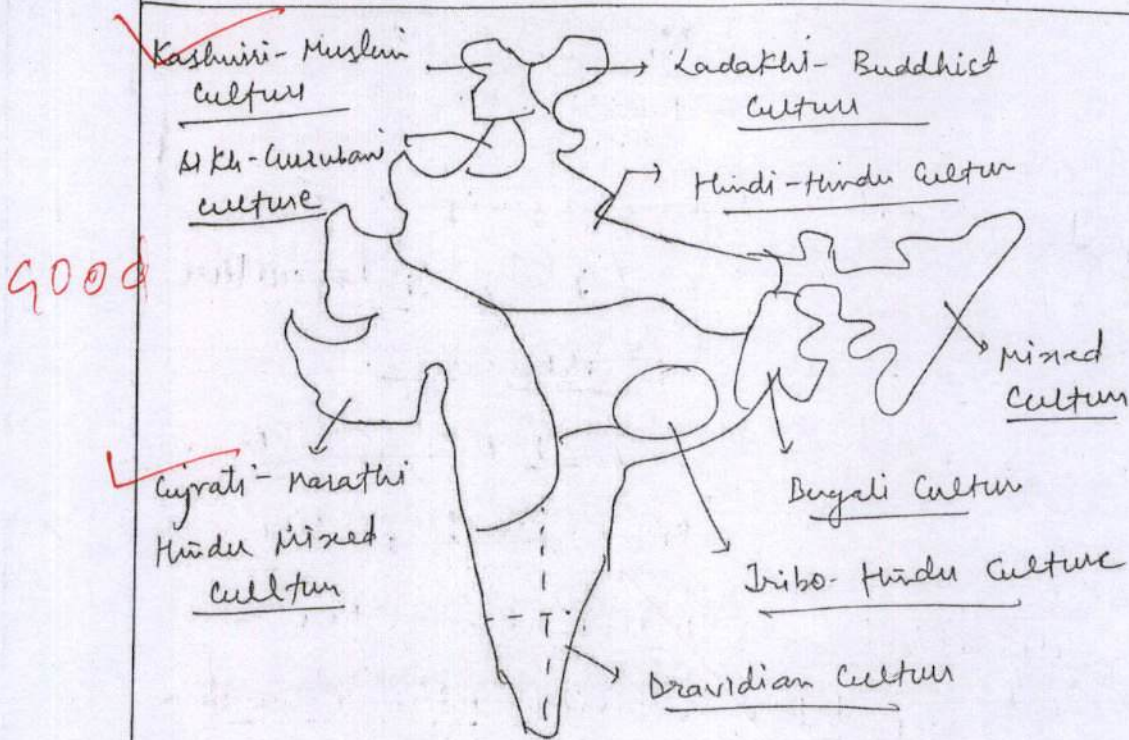 Kashmiri-Muslim
Culture
Ladakhi-Buddhist
Culture
Sikh-Gurubani
Culture
Hindi-Hindu Culture
Good
Mixed
Culture
Gujrati-Marathi
Hindu Mixed
Cullture
Bengali Culture
Tribo-Hindu Culture
Dravidian Culture